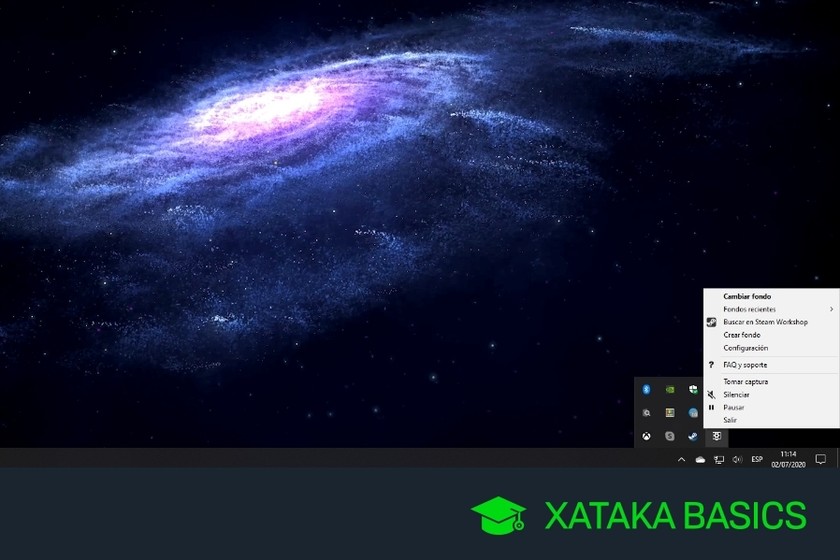 Cambiar fondo
Fondos recientes
Buscar en Steam Workshop
Crear fondo
Configuración
FAQ y soporte
Tomar captura
Silenciar
Pausar
Salir
ESP
11:14
02/07/2020
XATAKA BASICS